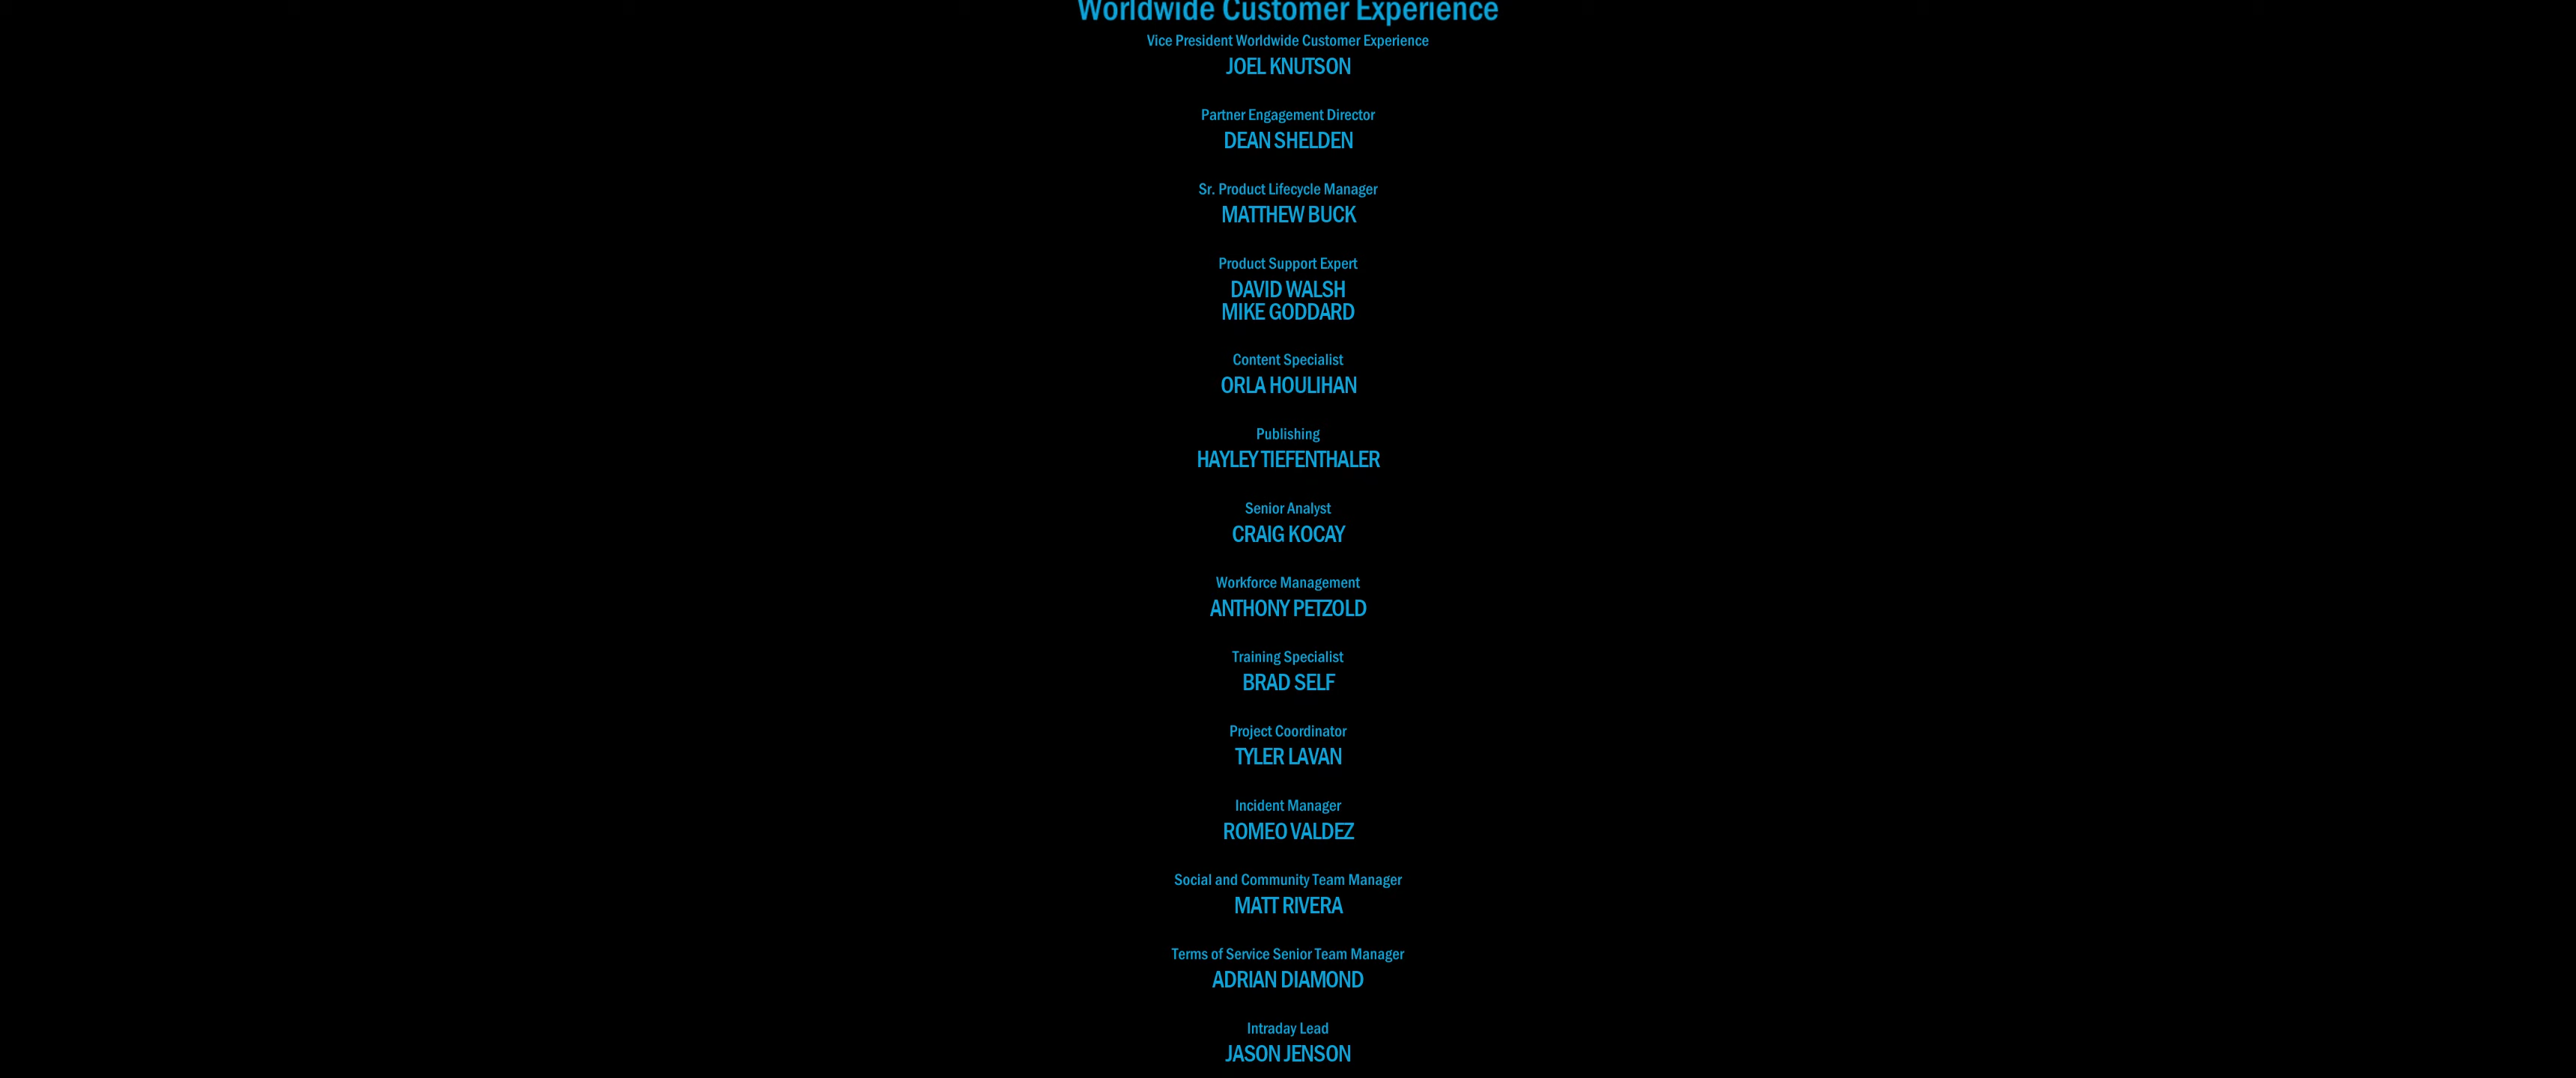 Worldwide Customer Experience
Vice President Worldwide Customer Experience
JOEL KNUTSON
Partner Engagement Director
DEAN SHELDEN
Sr. Product Lifecycle Manager
MATTHEW BUCK
Product Support Expert
DAVID WALSH
MIKE GODDARD
Content Specialist
ORLA HOULIHAN
Publishing
HAYLEY TIEFENTHALER
Senior Analyst
CRAIG KOCAY
Workforce Management
ANTHONY PETZOLD
Training Specialist
BRAD SELF
Project Coordinator
TYLER LAVAN
Incident Manager
ROMEO VALDEZ
Social and Community Team Manager
MATT RIVERA
Terms of Service Senior Team Manager
ADRIAN DIAMOND
Intraday Lead
JASON JENSON